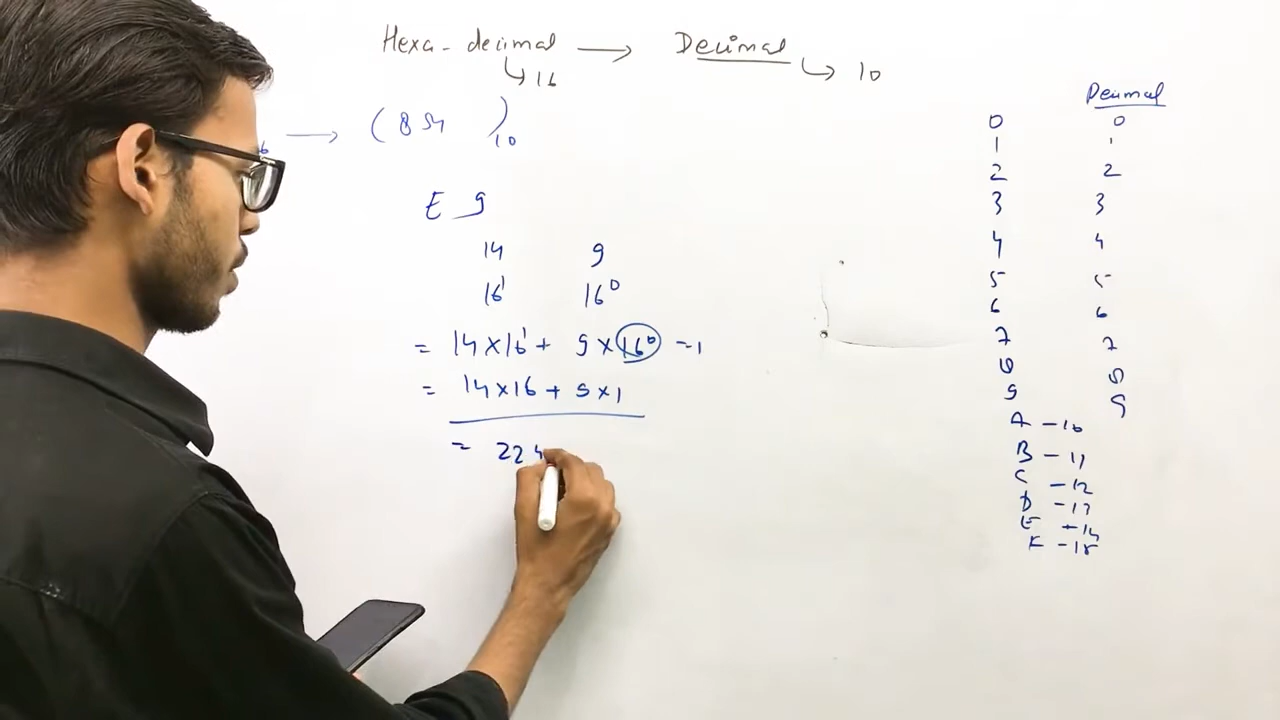 Hexa-decimal → Decimal
↳ 16 ↳ 10
6 → (854 )10
E 9
14 9
16¹ 16⁰
= 14×16¹ + 9×16⁰ = 1
= 14×16 + 9×1
= 224
Decimal
0 0
1 1
2 2
3 3
4 4
5 5
6 6
7 7
8 8
9 9
A - 10
B - 11
C - 12
D - 13
E - 14
F - 15